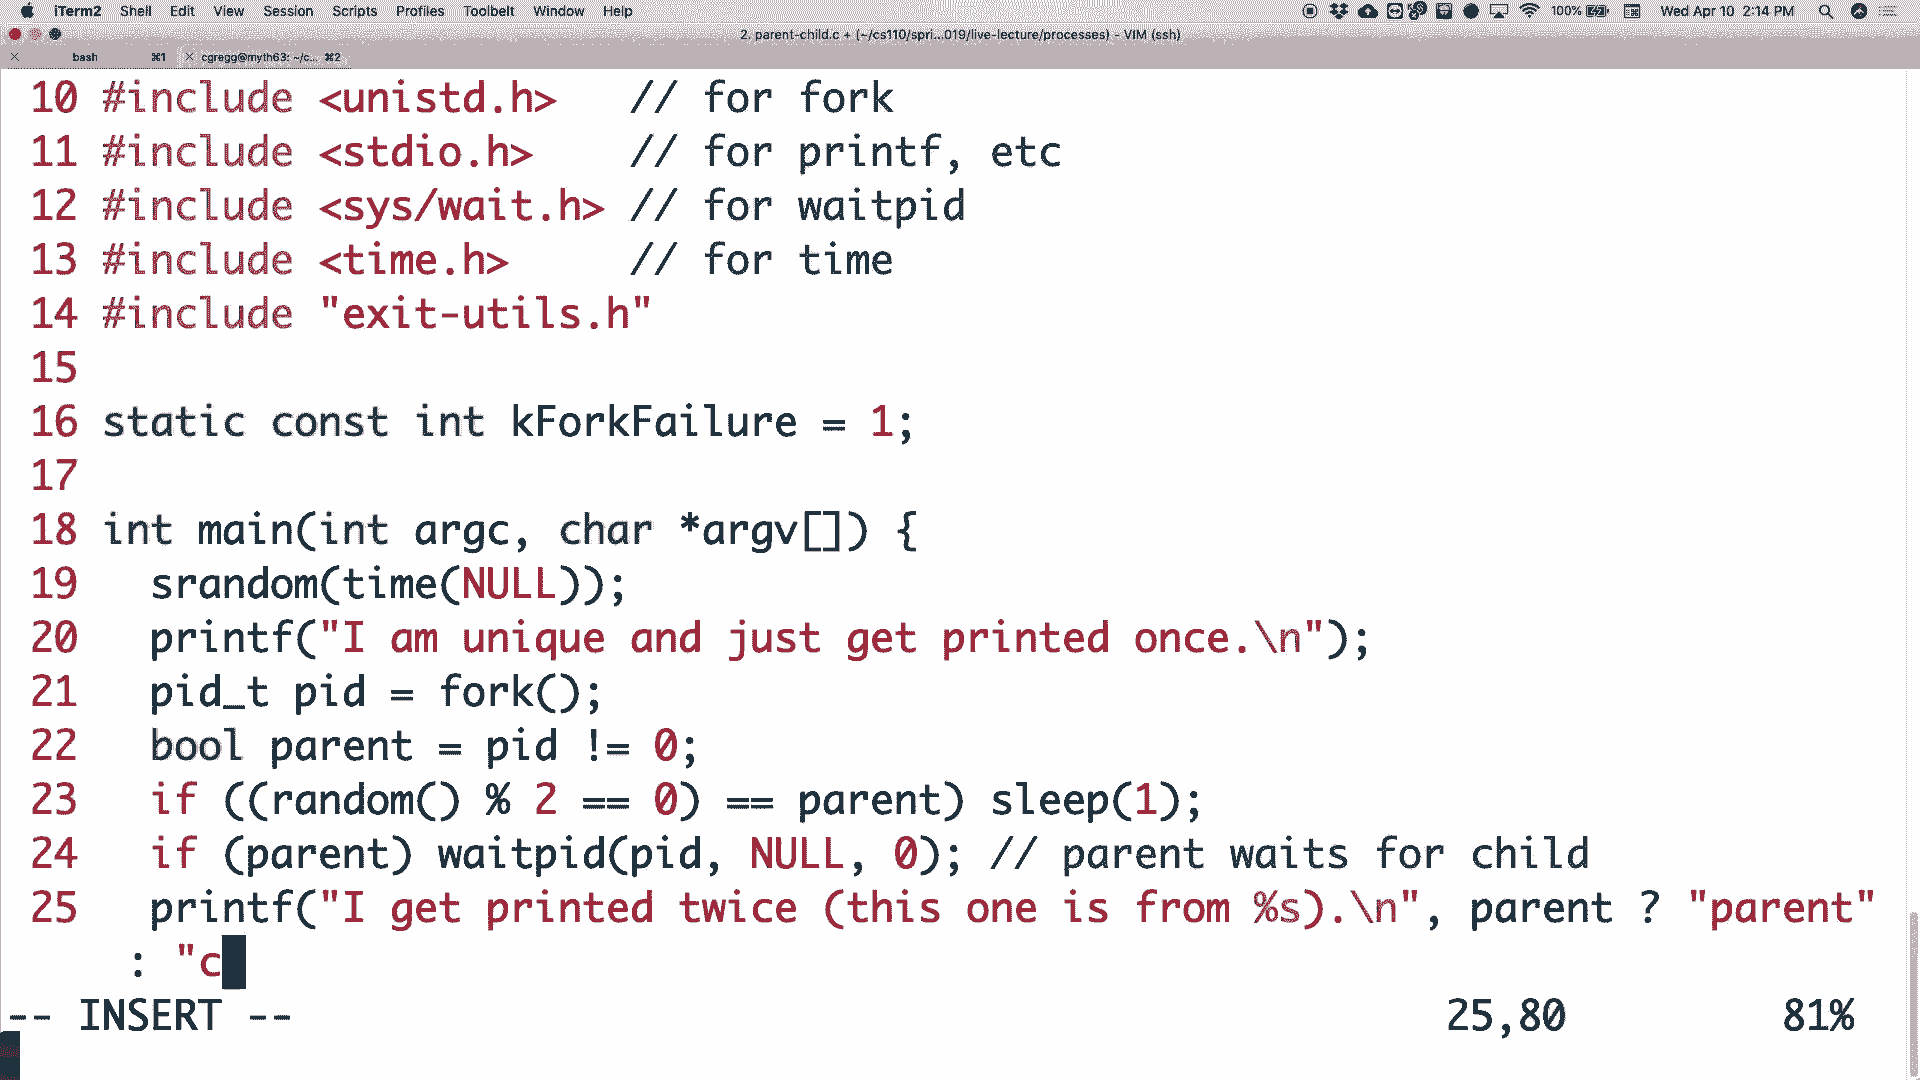 iTerm2 Shell Edit View Session Scripts Profiles Toolbelt Window Help 100% Wed Apr 10 2:14 PM
2. parent-child.c + (~/cs110/spri...019/live-lecture/processes) - VIM (ssh)
bash ⌘1 cgregg@myth63: ~/c... ⌘2
10 #include <unistd.h> // for fork
11 #include <stdio.h> // for printf, etc
12 #include <sys/wait.h> // for waitpid
13 #include <time.h> // for time
14 #include "exit-utils.h"
15
16 static const int kForkFailure = 1;
17
18 int main(int argc, char *argv[]) {
19 srandom(time(NULL));
20 printf("I am unique and just get printed once.\n");
21 pid_t pid = fork();
22 bool parent = pid != 0;
23 if ((random() % 2 == 0) == parent) sleep(1);
24 if (parent) waitpid(pid, NULL, 0); // parent waits for child
25 printf("I get printed twice (this one is from %s).\n", parent ? "parent"
: "c
-- INSERT -- 25,80 81%